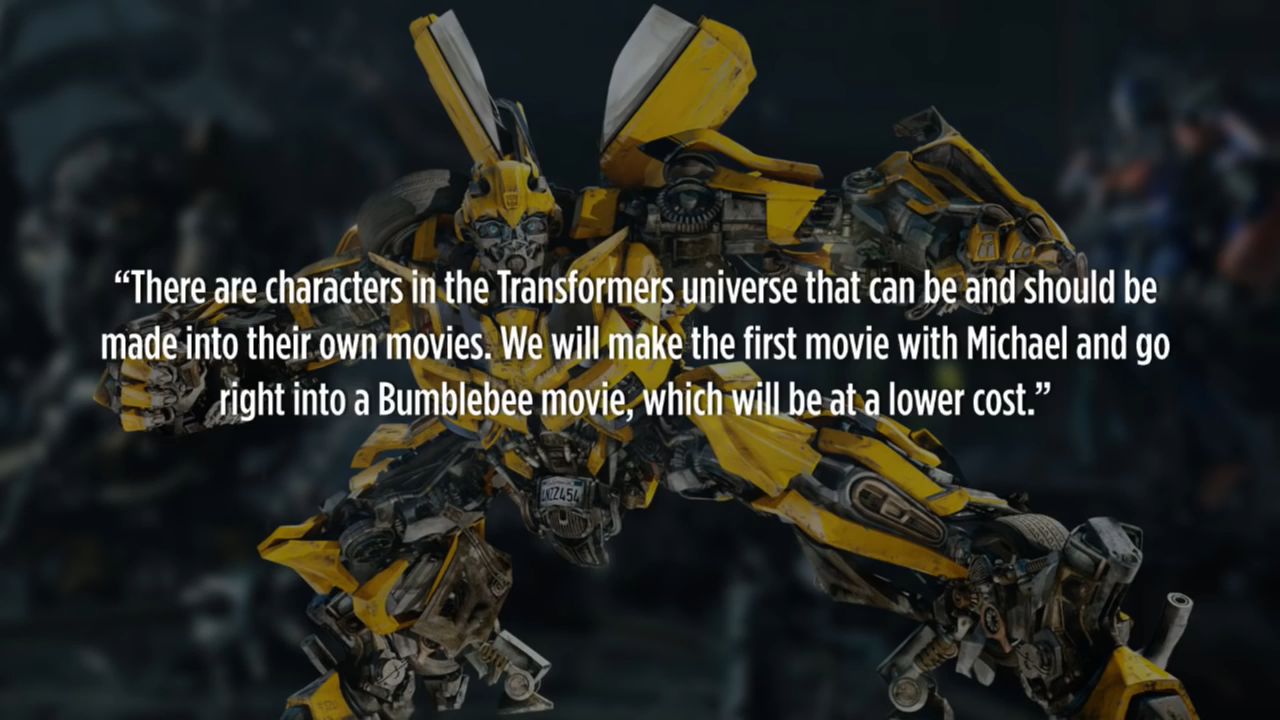 “There are characters in the Transformers universe that can be and should be
made into their own movies. We will make the first movie with Michael and go
right into a Bumblebee movie, which will be at a lower cost.”
4NZZ454